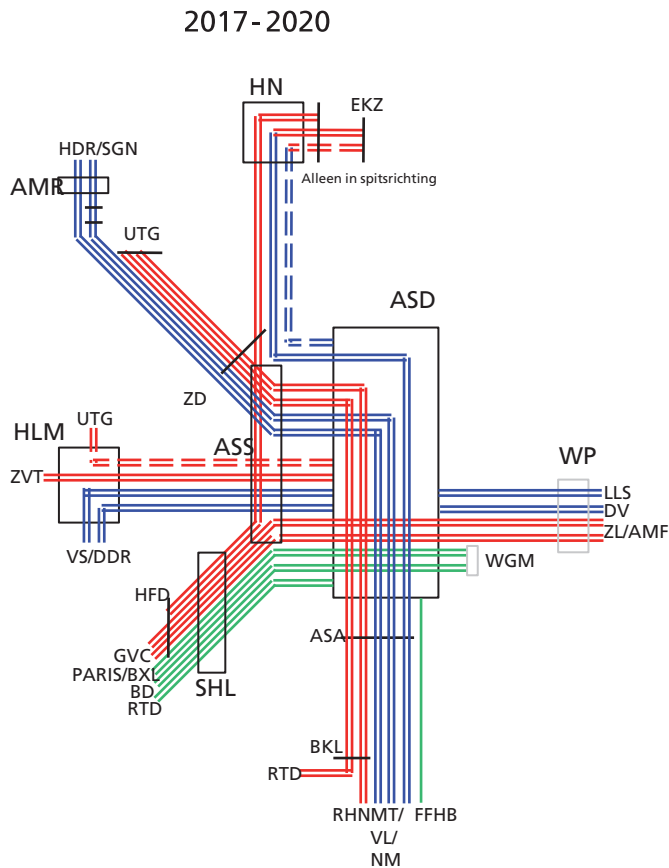 2017-2020
HN
EKZ
HDR/SGN
AMR
Alleen in spitsrichting
UTG
ASD
ZD
UTG
HLM
ASS
WP
ZVT
LLS
DV
ZL/AMF
VS/DDR
WGM
HFD
ASA
GVC
PARIS/BXL
SHL
BD
RTD
BKL
RTD
RHNMT/ FFHB
VL/
NM